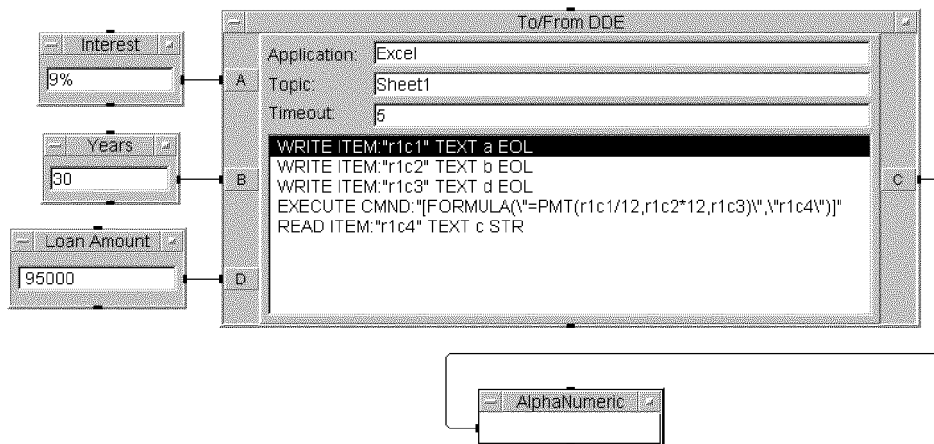 To/From DDE
Interest
9%
A
Application: Excel
Topic: Sheet1
Timeout: 5
Years
30
B
Loan Amount
95000
D
WRITE ITEM:"r1c1" TEXT a EOL
WRITE ITEM:"r1c2" TEXT b EOL
WRITE ITEM:"r1c3" TEXT d EOL
EXECUTE CMND:"[FORMULA(\"=PMT(r1c1/12,r1c2*12,r1c3)\",\"r1c4\")]"
READ ITEM:"r1c4" TEXT c STR
C
AlphaNumeric